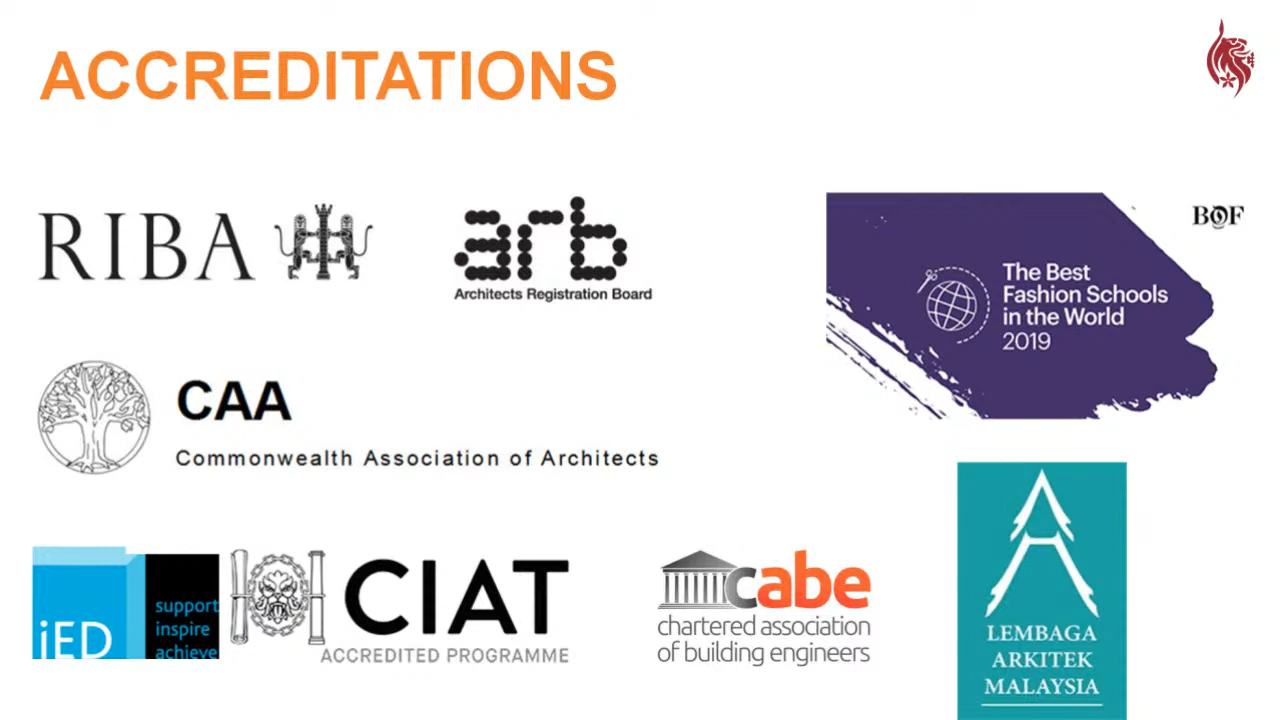 ACCREDITATIONS
RIBA
arb
Architects Registration Board
BOF
The Best
Fashion Schools
in the World
2019
CAA
Commonwealth Association of Architects
iED
support
inspire
achieve
CIAT
ACCREDITED PROGRAMME
cabe
chartered association
of building engineers
LEMBAGA
ARKITEK
MALAYSIA